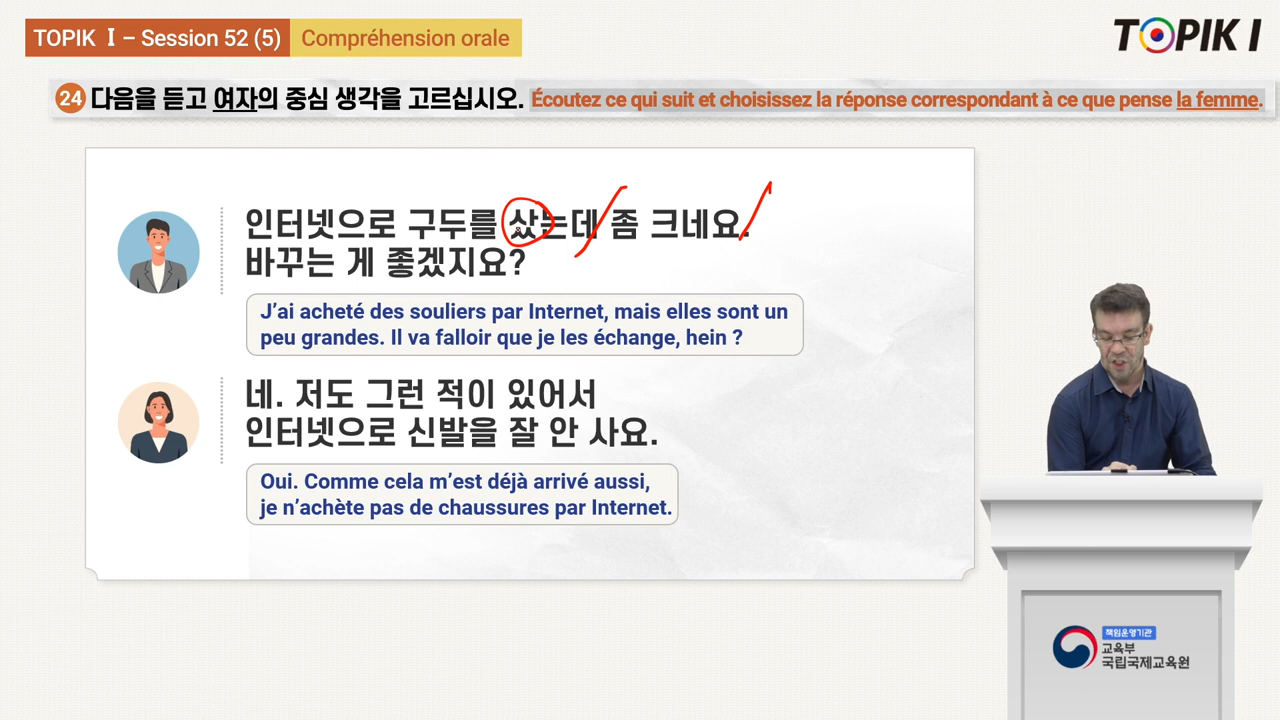 TOPIK Ⅰ – Session 52 (5) Compréhension orale
TOPIK I
24 다음을 듣고 여자의 중심 생각을 고르십시오. Écoutez ce qui suit et choisissez la réponse correspondant à ce que pense la femme.
인터넷으로 구두를 샀는데 좀 크네요.
바꾸는 게 좋겠지요?
J’ai acheté des souliers par Internet, mais elles sont un
peu grandes. Il va falloir que je les échange, hein ?
네. 저도 그런 적이 있어서
인터넷으로 신발을 잘 안 사요.
Oui. Comme cela m’est déjà arrivé aussi,
je n’achète pas de chaussures par Internet.
책임운영기관
교육부
국립국제교육원